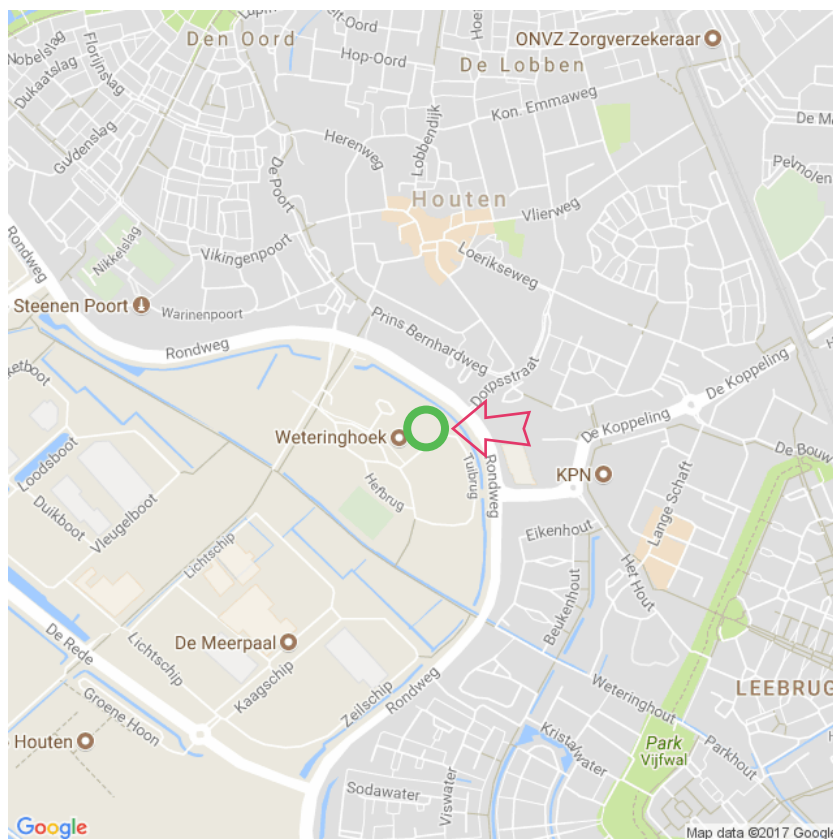 Den Oord
Hop-Oord
ONVZ Zorgverzekeraar
De Lobben
Nobelslag
Florijnslag
Dukaatslag
Guldenslag
Kon. Emmaweg
Herenweg
Lobbendijk
De Poort
Houten
Vlierweg
Vikingenpoort
Loerikseweg
Nikkelslag
Rondweg
Steenen Poort
Warinenpoort
Prins Bernhardweg
Rondweg
Dorpsstraat
De Koppeling
De Koppeling
Weteringhoek
Tuibrug
Rondweg
KPN
Loodsboot
Duikboot
Vleugelboot
Hefbrug
Lange Schaft
Eikenhout
Het Hout
Lichtschip
Beukenhout
De Meerpaal
De Rede
Lichtschip
Kaagschip
Zeilschip
Rondweg
Weteringhout
LEEBRUG
Groene Hoon
Houten
Kristalwater
Park
Vijfwal
Parkhout
Sodawater
Viswater
Google
Map data ©2017 Google